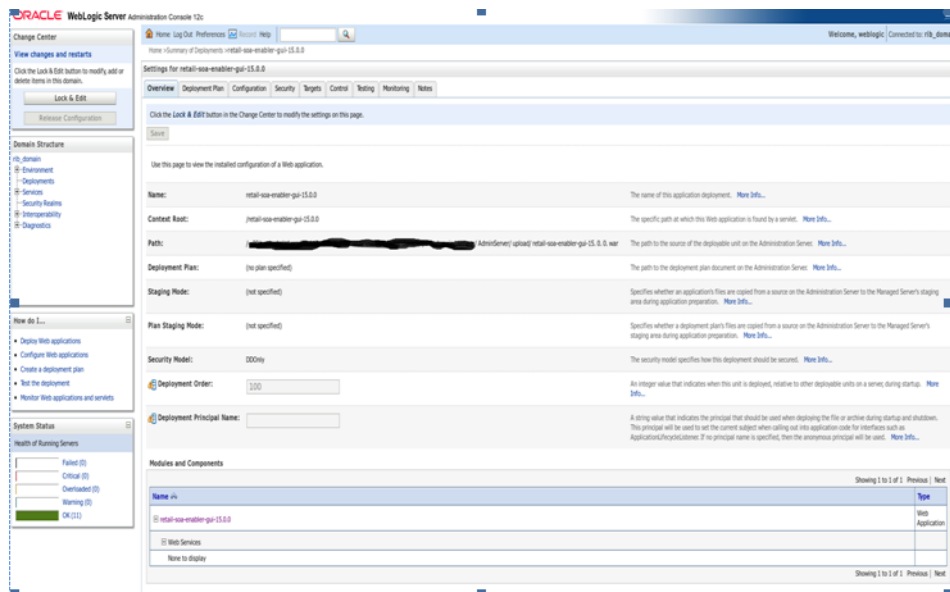 ORACLE WebLogic Server Administration Console 12c
Change Center
View changes and restarts
Click the Lock & Edit button to modify, add or
delete items in this domain.
Lock & Edit
Release Configuration
Domain Structure
rib_domain
Environment
Deployments
Services
Security Realms
Interoperability
Diagnostics
How do I...
Deploy Web applications
Configure Web applications
Create a deployment plan
Test the deployment
Monitor Web applications and servlets
System Status
Health of Running Servers
Failed (0)
Critical (0)
Overloaded (0)
Warning (0)
OK (11)
Home Log Out Preferences Record Help
Welcome, weblogic Connected to: rib_doma
Home >Summary of Deployments >retail-soa-enabler-gui-15.0.0
Settings for retail-soa-enabler-gui-15.0.0
Overview Deployment Plan Configuration Security Targets Control Testing Monitoring Notes
Click the Lock & Edit button in the Change Center to modify the settings on this page.
Save
Use this page to view the installed configuration of a Web application.
Name: retail-soa-enabler-gui-15.0.0 The name of this application deployment. More Info...
Context Root: /retail-soa-enabler-gui-15.0.0 The specific path at which this Web application is found by a servlet. More Info...
Path: / / AdminServer/ upload/ retail-soa-enabler-gui-15. 0. 0. war The path to the source of the deployable unit on the Administration Server. More Info...
Deployment Plan: (no plan specified) The path to the deployment plan document on the Administration Server. More Info...
Staging Mode: (not specified) Specifies whether an application's files are copied from a source on the Administration Server to the Managed Server's staging
area during application preparation. More Info...
Plan Staging Mode: (not specified) Specifies whether a deployment plan's files are copied from a source on the Administration Server to the Managed Server's
staging area during application preparation. More Info...
Security Model: DDOnly The security model specifies how this deployment should be secured. More Info...
Deployment Order: 100 An integer value that indicates when this unit is deployed, relative to other deployable units on a server, during startup. More
Info...
Deployment Principal Name: A string value that indicates the principal that should be used when deploying the file or archive during startup and shutdown.
This principal will be used to set the current subject when calling out into application code for interfaces such as
ApplicationLifecycleListener. If no principal name is specified, then the anonymous principal will be used. More Info...
Modules and Components
Showing 1 to 1 of 1 Previous | Next
Name Type
retail-soa-enabler-gui-15.0.0 Web
Application
Web Services
None to display
Showing 1 to 1 of 1 Previous | Next